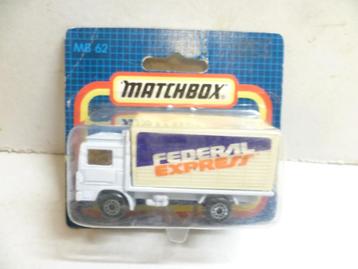 MB 62
MATCHBOX
FEDERAL
EXPRESS